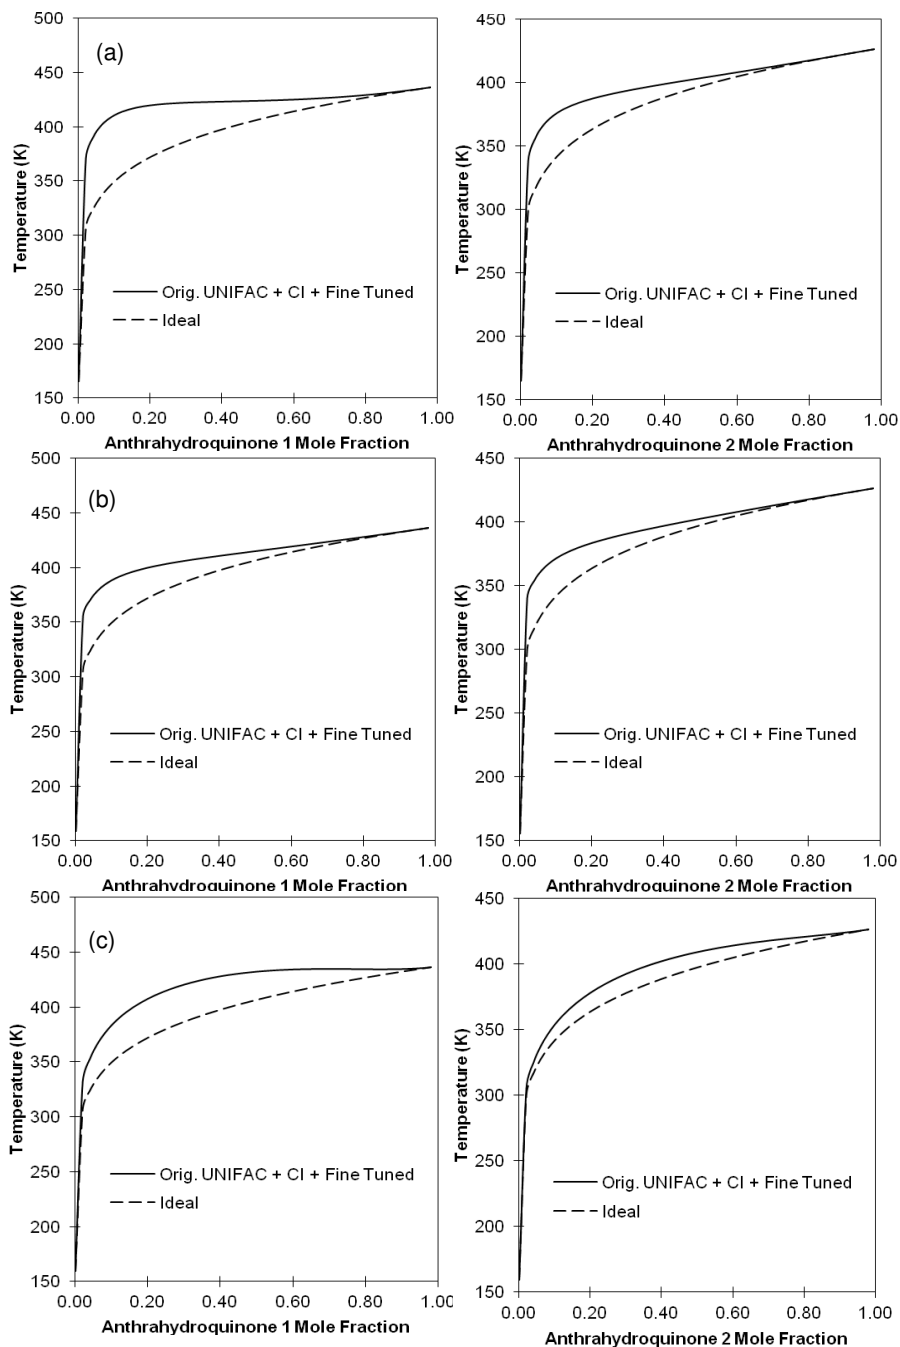 (a)
Temperature (K)
500
450
400
350
300
250
200
150
Orig. UNIFAC + CI + Fine Tuned
Ideal
0.00 0.20 0.40 0.60 0.80 1.00
Anthrahydroquinone 1 Mole Fraction
Temperature (K)
450
400
350
300
250
200
150
Orig. UNIFAC + CI + Fine Tuned
Ideal
0.00 0.20 0.40 0.60 0.80 1.00
Anthrahydroquinone 2 Mole Fraction
(b)
Temperature (K)
500
450
400
350
300
250
200
150
Orig. UNIFAC + CI + Fine Tuned
Ideal
0.00 0.20 0.40 0.60 0.80 1.00
Anthrahydroquinone 1 Mole Fraction
Temperature (K)
450
400
350
300
250
200
150
Orig. UNIFAC + CI + Fine Tuned
Ideal
0.00 0.20 0.40 0.60 0.80 1.00
Anthrahydroquinone 2 Mole Fraction
(c)
Temperature (K)
500
450
400
350
300
250
200
150
Orig. UNIFAC + CI + Fine Tuned
Ideal
0.00 0.20 0.40 0.60 0.80 1.00
Anthrahydroquinone 1 Mole Fraction
Temperature (K)
450
400
350
300
250
200
150
Orig. UNIFAC + CI + Fine Tuned
Ideal
0.00 0.20 0.40 0.60 0.80 1.00
Anthrahydroquinone 2 Mole Fraction